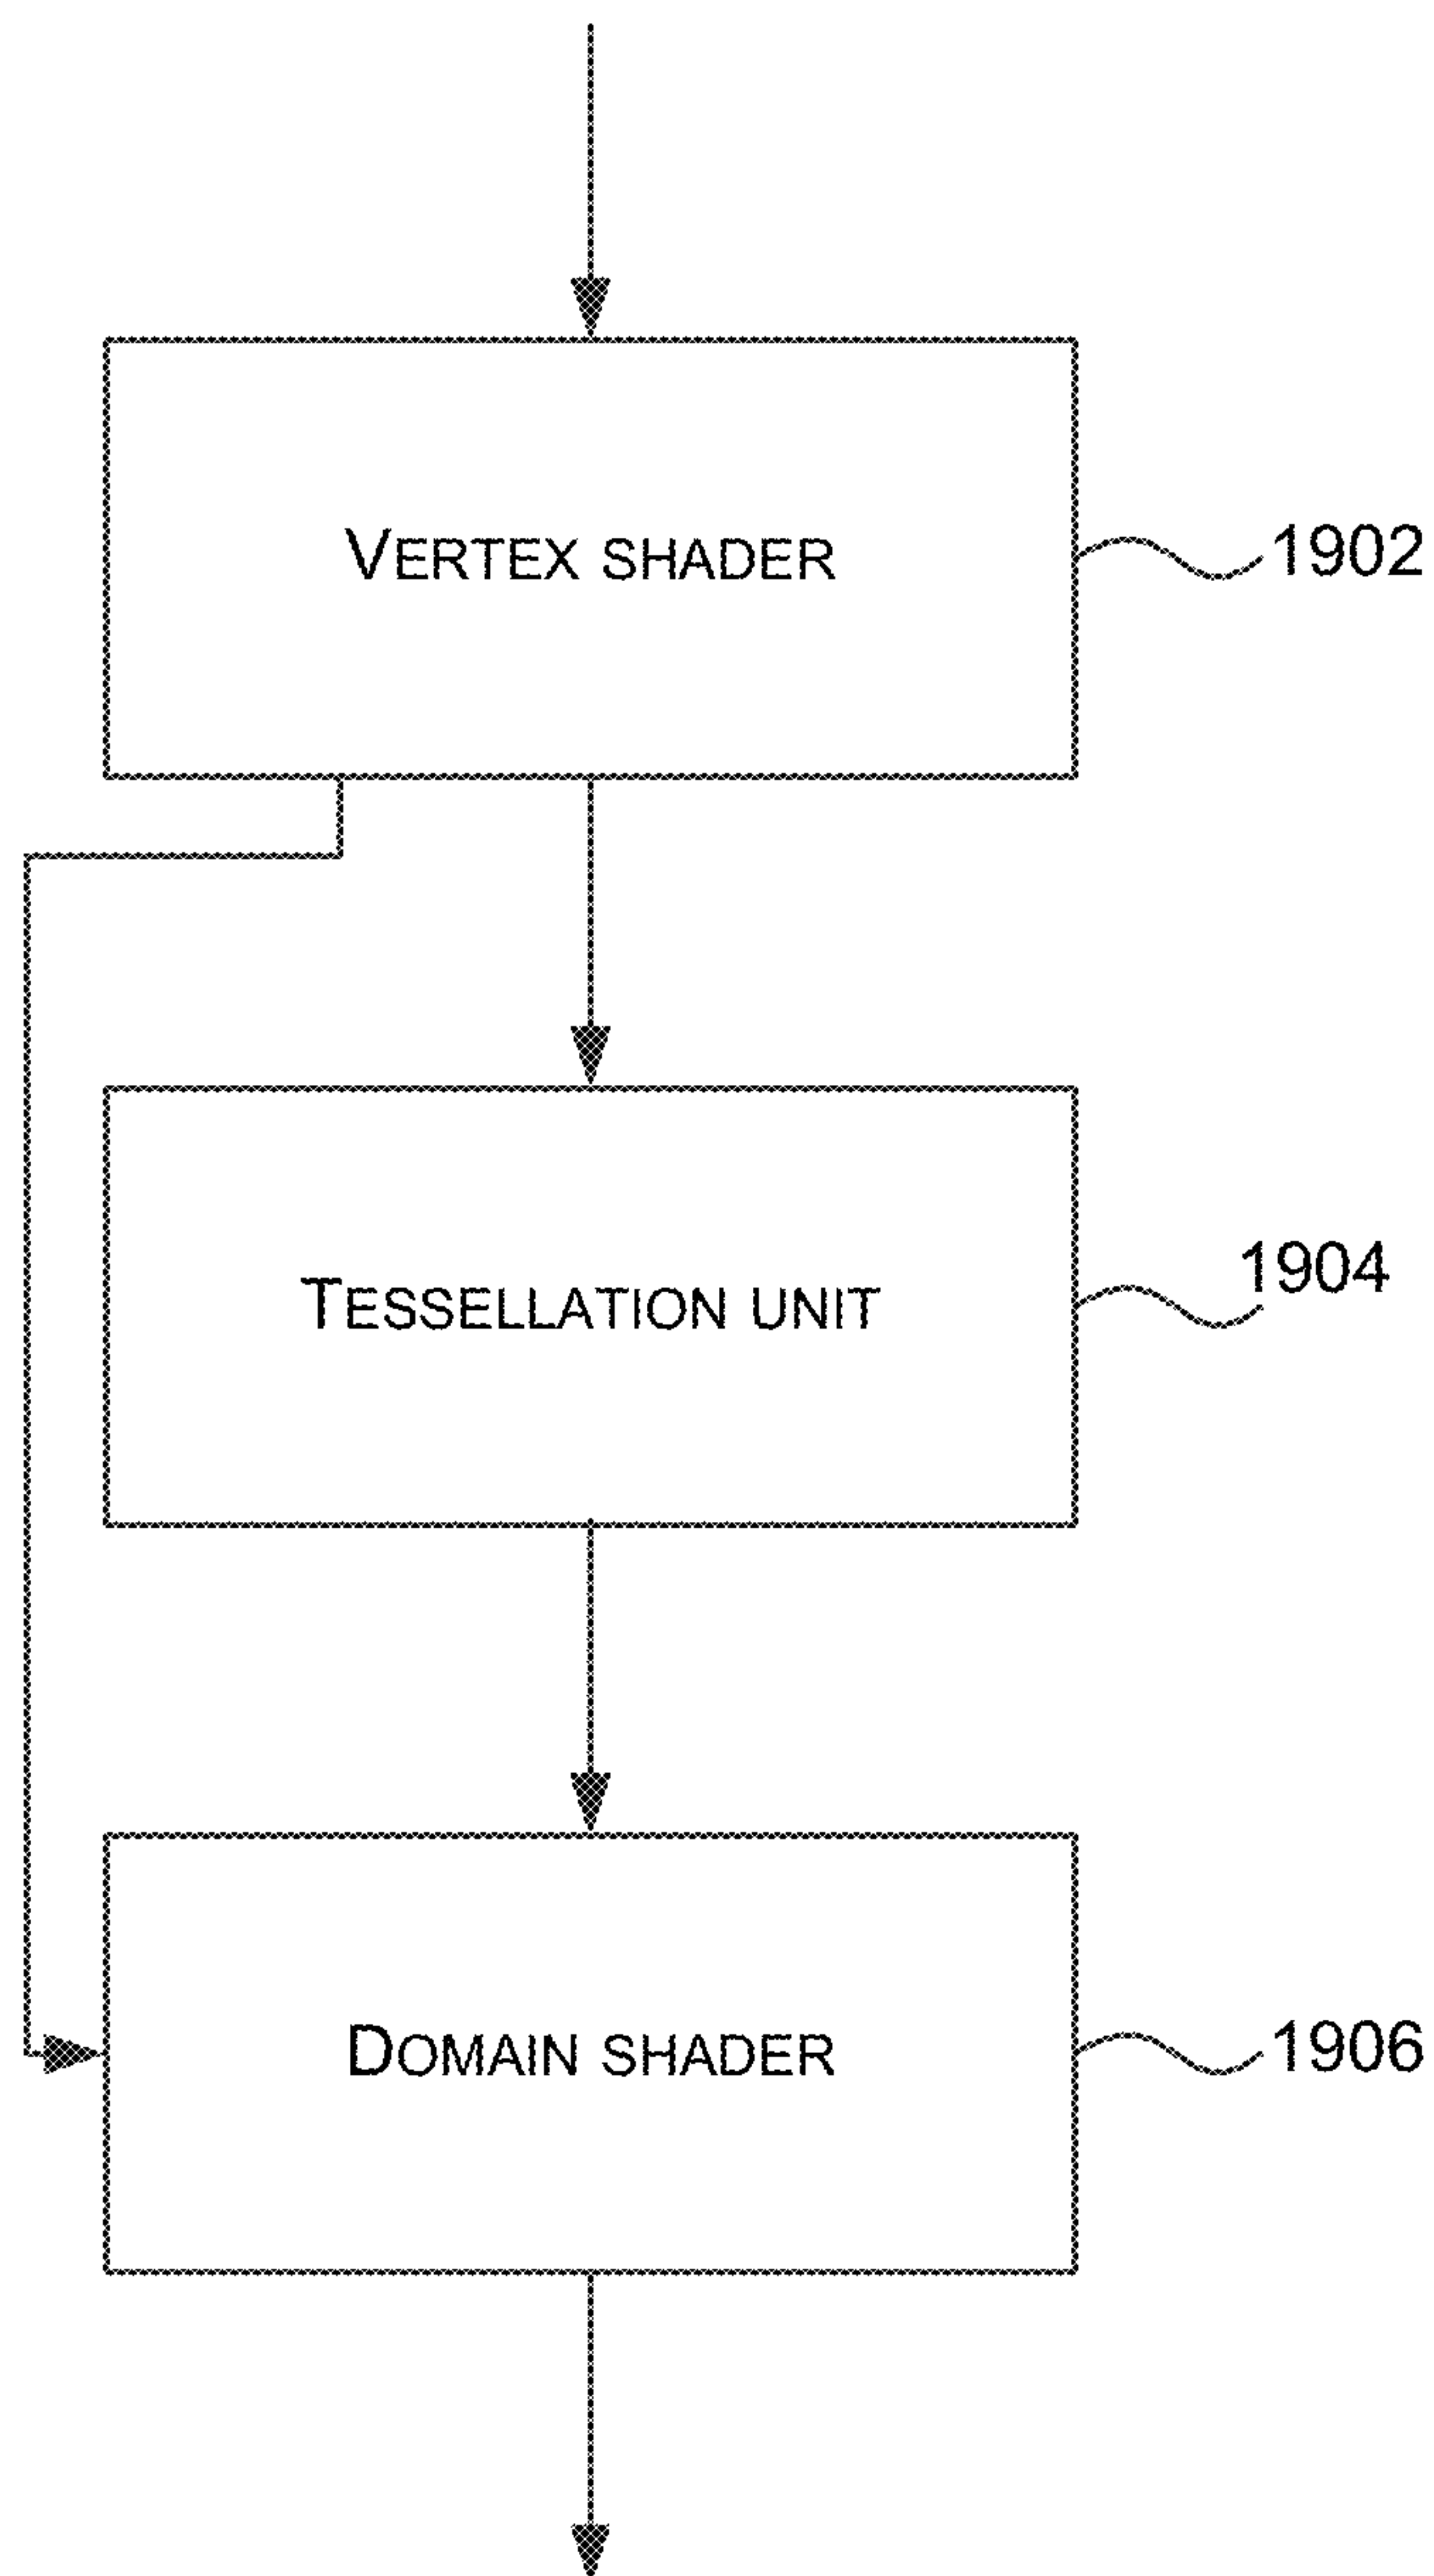 VERTEX SHADER
1902
TESSELLATION UNIT
1904
DOMAIN SHADER
1906